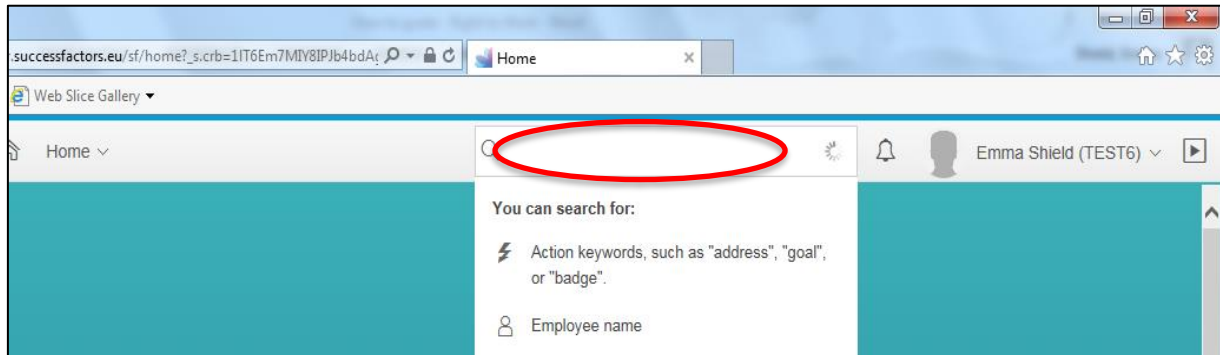 .successfactors.eu/sf/home?_s.crb=1IT6Em7MIY8IPJb4bdA
Home
Web Slice Gallery
Home
Emma Shield (TEST6)
You can search for:
Action keywords, such as "address", "goal",
or "badge".
Employee name